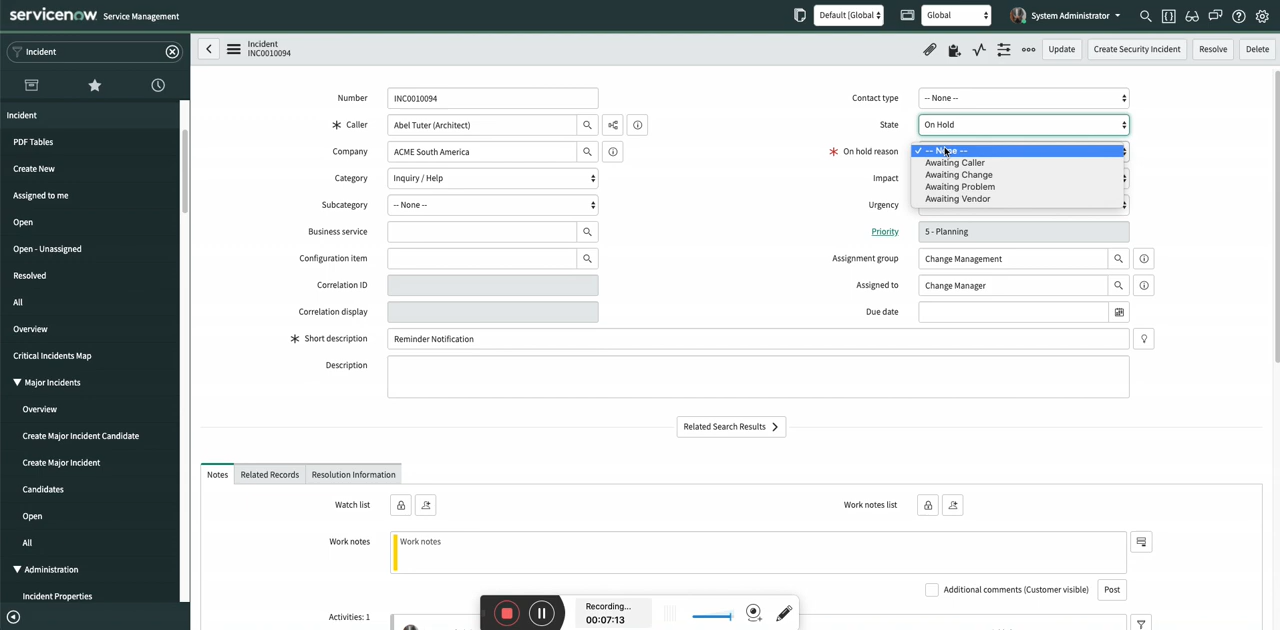 servicenow Service Management
Default [Global
Global
System Administrator
Incident
Incident
INC0010094
Update
Create Security Incident
Resolve
Delete
Incident
PDF Tables
Create New
Assigned to me
Open
Open - Unassigned
Resolved
All
Overview
Critical Incidents Map
Major Incidents
Overview
Create Major Incident Candidate
Create Major Incident
Candidates
Open
All
Administration
Incident Properties
Number INC0010094
Caller Abel Tuter (Architect)
Company ACME South America
Category Inquiry / Help
Subcategory -- None --
Business service
Configuration item
Correlation ID
Correlation display
Contact type -- None --
State On Hold
On hold reason -- None --
Awaiting Caller
Awaiting Change
Awaiting Problem
Awaiting Vendor
Impact
Urgency
Priority 5 - Planning
Assignment group Change Management
Assigned to Change Manager
Due date
Short description Reminder Notification
Description
Related Search Results
Notes Related Records Resolution Information
Watch list
Work notes list
Work notes Work notes
Additional comments (Customer visible) Post
Activities: 1
Recording...
00:07:13